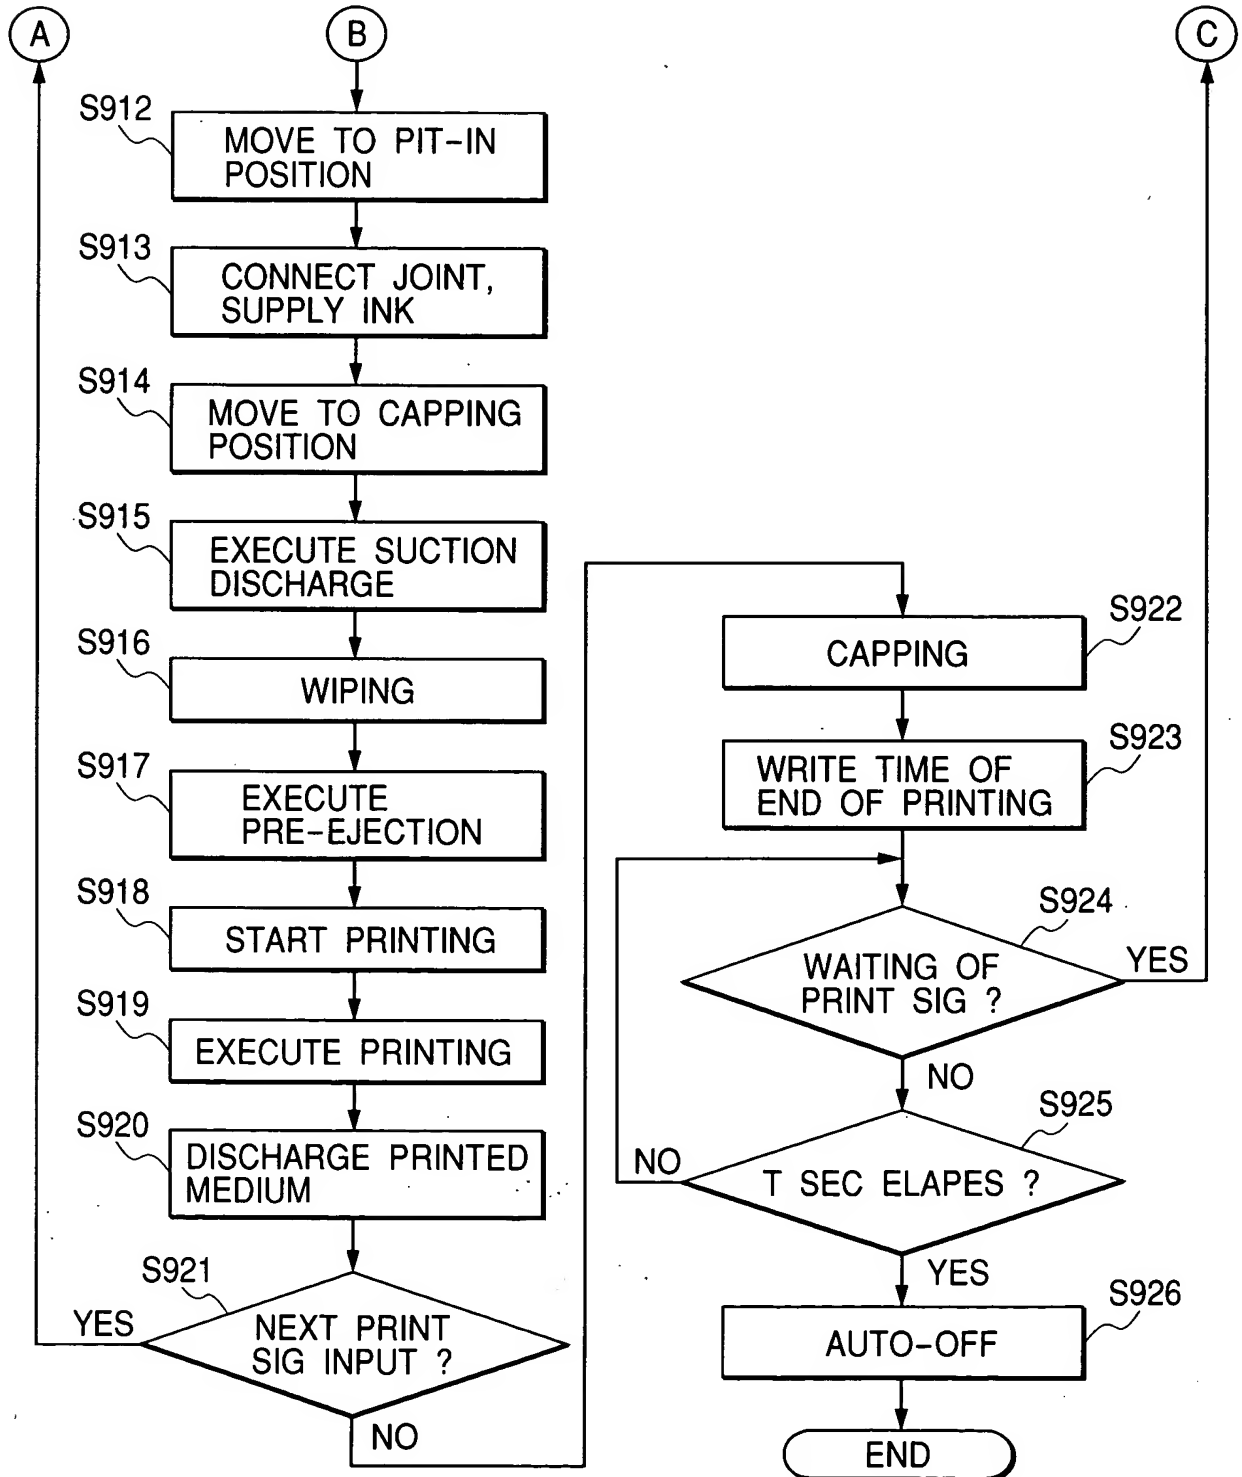 A
B
C
S912
MOVE TO PIT-IN
POSITION
S913
CONNECT JOINT,
SUPPLY INK
S914
MOVE TO CAPPING
POSITION
S915
EXECUTE SUCTION
DISCHARGE
S916
WIPING
S917
EXECUTE
PRE-EJECTION
S918
START PRINTING
S919
EXECUTE PRINTING
S920
DISCHARGE PRINTED
MEDIUM
S921
YES
NEXT PRINT
SIG INPUT ?
NO
S922
CAPPING
S923
WRITE TIME OF
END OF PRINTING
S924
WAITING OF
PRINT SIG ?
YES
NO
S925
NO
T SEC ELAPES ?
YES
S926
AUTO-OFF
END